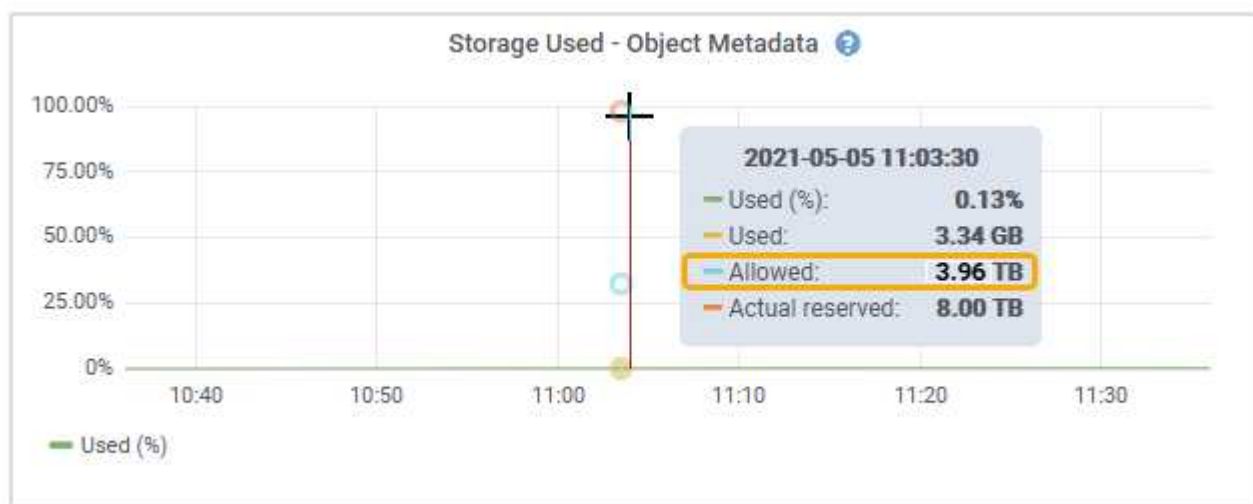 Storage Used - Object Metadata ?
100.00%
75.00%
50.00%
25.00%
0%
10:40 10:50 11:00 11:10 11:20 11:30
2021-05-05 11:03:30
Used (%): 0.13%
Used: 3.34 GB
Allowed: 3.96 TB
Actual reserved: 8.00 TB
Used (%)